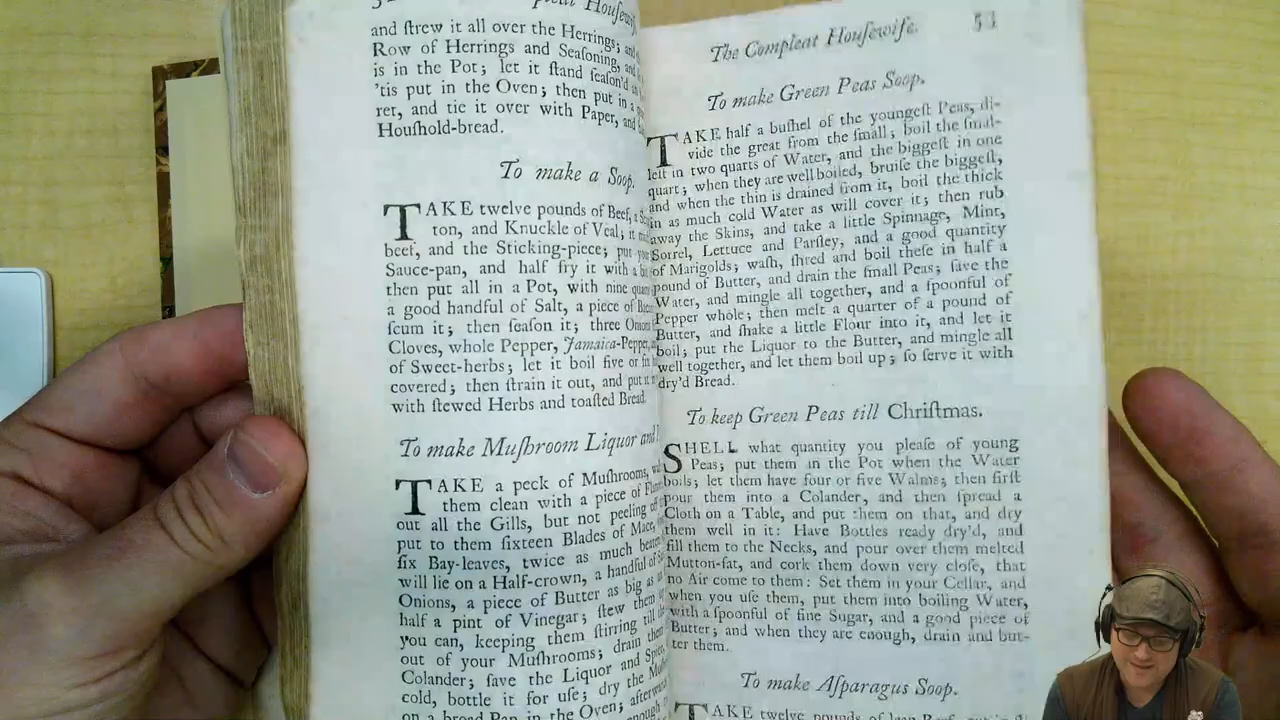 and ſtrew it all over the Herrings;
Row of Herrings and Seaſoning,
is in the Pot; let it ſtand ſeaſon'd
'tis put in the Oven; then put in a
rer, and tie it over with Paper, and
Houſhold-bread.
To make a Soop.
TAKE twelve pounds of Beef,
ton, and Knuckle of Veal; it
beef, and the Sticking-piece; put
Sauce-pan, and half fry it with a
then put all in a Pot, with nine
a good handful of Salt, a piece of
ſcum it; then ſeaſon it; three
Cloves, whole Pepper, Jamaica-Pepper,
of Sweet-herbs; let it boil five or
covered; then ſtrain it out, and put
with ſtewed Herbs and toaſted Bread.
To make Muſhroom Liquor and
TAKE a peck of Muſhrooms,
them clean with a piece of
out all the Gills, but not peeling
put to them ſixteen Blades of Mace,
ſix Bay-leaves, twice as much
will lie on a Half-crown, a handful of
Onions, a piece of Butter as big as
half a pint of Vinegar; ſtew them
you can, keeping them ſtirring till
out of your Muſhrooms; drain them
Colander; ſave the Liquor and
cold, bottle it for uſe; dry the
on a broad Pan in the Oven; afterwards
The Compleat Houſewife. 53
To make Green Peas Soop.
TAKE half a buſhel of the youngeſt Peas, di-
vide the great from the ſmall; boil the ſmal-
leſt in two quarts of Water, and the biggeſt in one
quart; when they are well boiled, bruiſe the biggeſt,
and when the thin is drained from it, boil the thick
in as much cold Water as will cover it; then rub
away the Skins, and take a little Spinnage, Mint,
Sorrel, Lettuce and Parſley, and a good quantity
of Marigolds; waſh, ſhred and boil theſe in half a
pound of Butter, and drain the ſmall Peas; ſave the
Water, and mingle all together, and a ſpoonful of
Pepper whole; then melt a quarter of a pound of
Butter, and ſhake a little Flour into it, and let it
boil; put the Liquor to the Butter, and mingle all
well together, and let them boil up; ſo ſerve it with
dry'd Bread.
To keep Green Peas till Chriſtmas.
SHELL what quantity you pleaſe of young
Peas; put them in the Pot when the Water
boils; let them have four or five Walms; then firſt
pour them into a Colander, and then ſpread a
Cloth on a Table, and put them on that, and dry
them well in it: Have Bottles ready dry'd, and
fill them to the Necks, and pour over them melted
Mutton-fat, and cork them down very cloſe, that
no Air come to them: Set them in your Cellar, and
when you uſe them, put them into boiling Water,
with a ſpoonful of fine Sugar, and a good piece of
Butter; and when they are enough, drain and but-
ter them.
To make Aſparagus Soop.
TAKE twelve pounds of lean Beef,